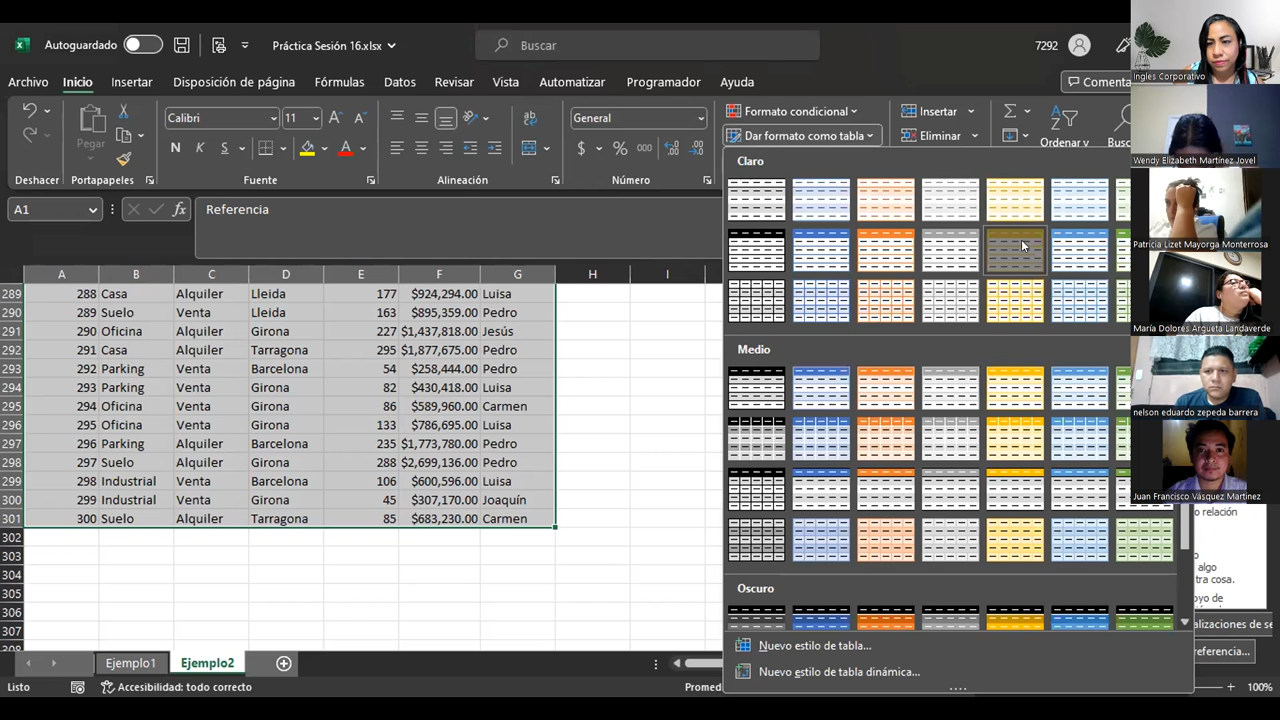 Autoguardado
Práctica Sesión 16.xlsx
Buscar
7292
Archivo Inicio Insertar Disposición de página Fórmulas Datos Revisar Vista Automatizar Programador Ayuda
Comenta
Pegar
Calibri 11
N K S
General
$ % 000
Formato condicional
Dar formato como tabla
Insertar
Eliminar
Ordenar y Busc
Deshacer Portapapeles Fuente Alineación Número
A1 fx Referencia
A B C D E F G H I
289 288 Casa Alquiler Lleida 177 $924,294.00 Luisa
290 289 Suelo Venta Lleida 163 $895,359.00 Pedro
291 290 Oficina Alquiler Girona 227 $1,437,818.00 Jesús
292 291 Casa Alquiler Tarragona 295 $1,877,675.00 Pedro
293 292 Parking Venta Barcelona 54 $258,444.00 Pedro
294 293 Parking Venta Girona 82 $430,418.00 Luisa
295 294 Oficina Venta Girona 86 $589,960.00 Carmen
296 295 Oficina Venta Girona 133 $786,695.00 Luisa
297 296 Parking Alquiler Barcelona 235 $1,773,780.00 Pedro
298 297 Suelo Alquiler Girona 288 $2,699,136.00 Pedro
299 298 Industrial Venta Barcelona 106 $600,596.00 Luisa
300 299 Industrial Venta Girona 45 $307,170.00 Joaquín
301 300 Suelo Alquiler Tarragona 85 $683,230.00 Carmen
302
303
304
305
306
307
308
Claro
Medio
Oscuro
Nuevo estilo de tabla...
Nuevo estilo de tabla dinámica...
Ejemplo1 Ejemplo2
Listo
Accesibilidad: todo correcto
Promed
100%
Ingles Corporativo
Wendy Elizabeth Martínez Jovel
Patricia Lizet Mayorga Monterrosa
María Dolores Argueta Landaverde
nelson eduardo zepeda barrera
Juan Francisco Vásquez Martinez
o relación
algo
tra cosa.
oyo de
alizaciones de se
referencia...